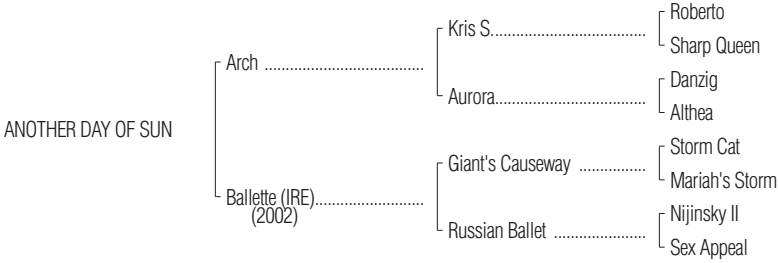 Roberto
Kris S.
Sharp Queen
Arch
Danzig
Aurora
Althea
ANOTHER DAY OF SUN
Storm Cat
Giant's Causeway
Mariah's Storm
Ballette (IRE)
(2002)
Nijinsky II
Russian Ballet
Sex Appeal